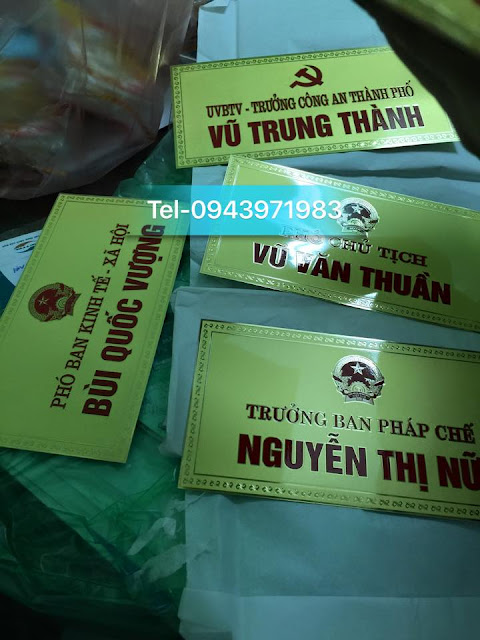 UVBTV - TRƯỞNG CÔNG AN THÀNH PHỐ
VŨ TRUNG THÀNH
Tel-0943971983
CHỦ TỊCH
VŨ VĂN THUẦN
PHÓ BAN KINH TẾ - XÃ HỘI
BÙI QUỐC VƯỢNG
TRƯỞNG BAN PHÁP CHẾ
NGUYỄN THỊ NỮ